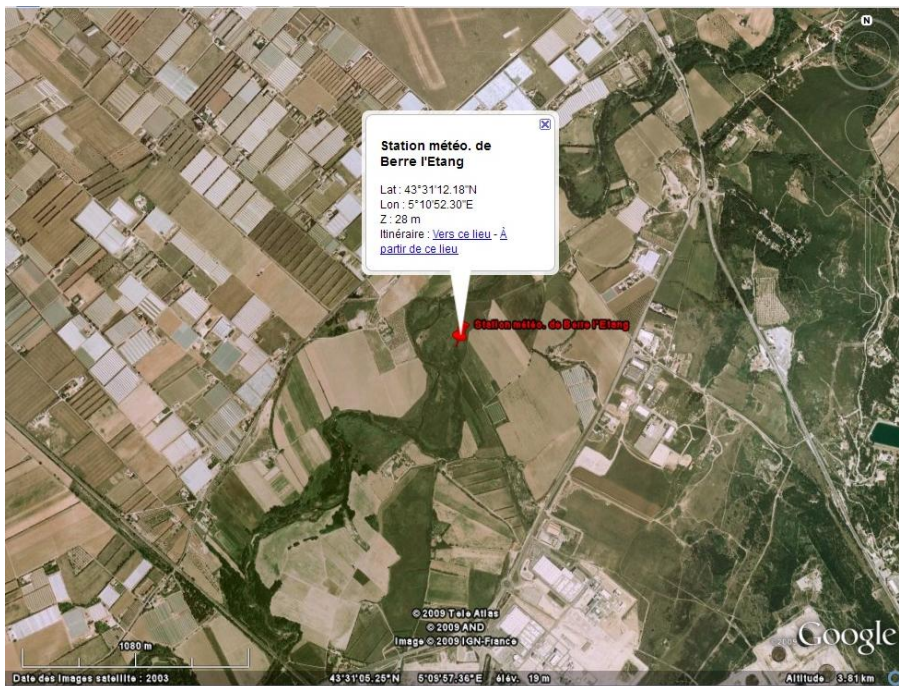 N
Station météo. de
Berre l'Etang
Lat : 43°31'12.18"N
Lon : 5°10'52.30"E
Z : 28 m
Itinéraire : Vers ce lieu - À
partir de ce lieu
Station météo. de Berre l'Etang
© 2009 Tele Atlas
© 2009 AND
Image © 2009 IGN-France
1080 m
2009 Google
Date des images satellite : 2003 43°31'05.25"N 5°09'57.36"E élév. 19 m Altitude 3.81 km